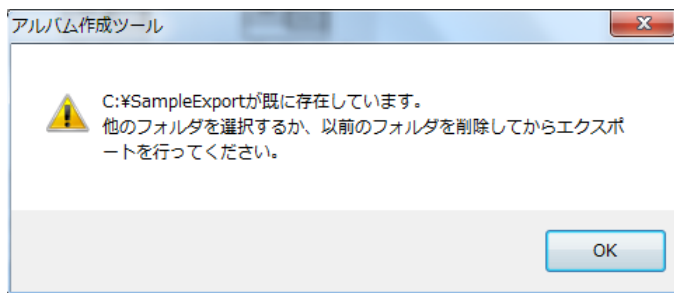 アルバム作成ツール
C:¥SampleExportが既に存在しています。
他のフォルダを選択するか、以前のフォルダを削除してからエクスポ
ートを行ってください。
OK